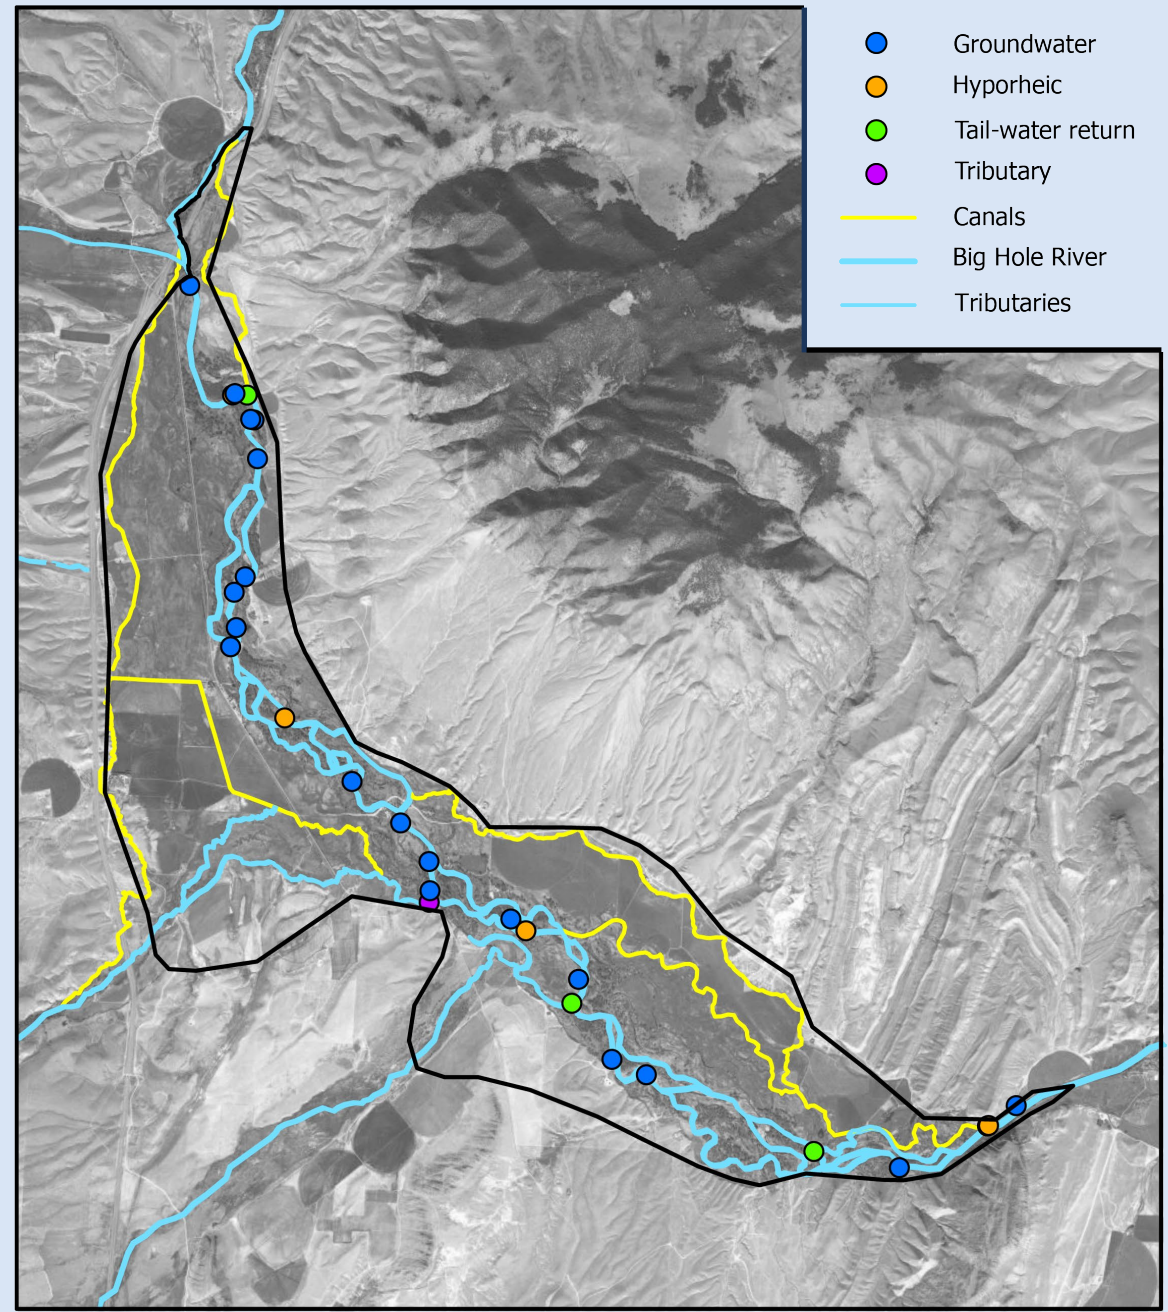 Groundwater
Hyporheic
Tail-water return
Tributary
Canals
Big Hole River
Tributaries